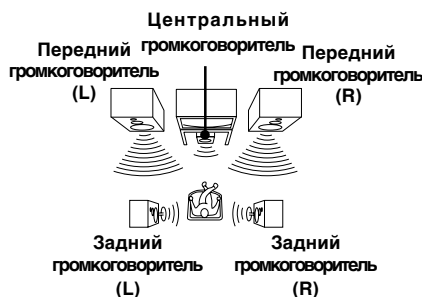 Центральный
громкоговоритель
Передний
громкоговоритель
(L)
Передний
громкоговоритель
(R)
Задний
громкоговоритель
(L)
Задний
громкоговоритель
(R)